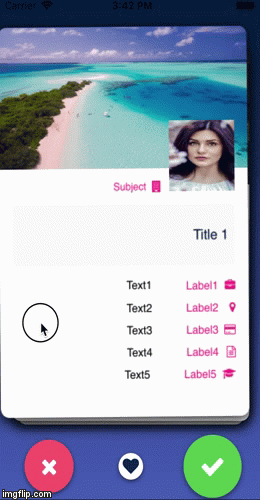 Carrier 3:42 PM
Subject
Title 1
Text1 Label1
Text2 Label2
Text3 Label3
Text4 Label4
Text5 Label5
imgflip.com